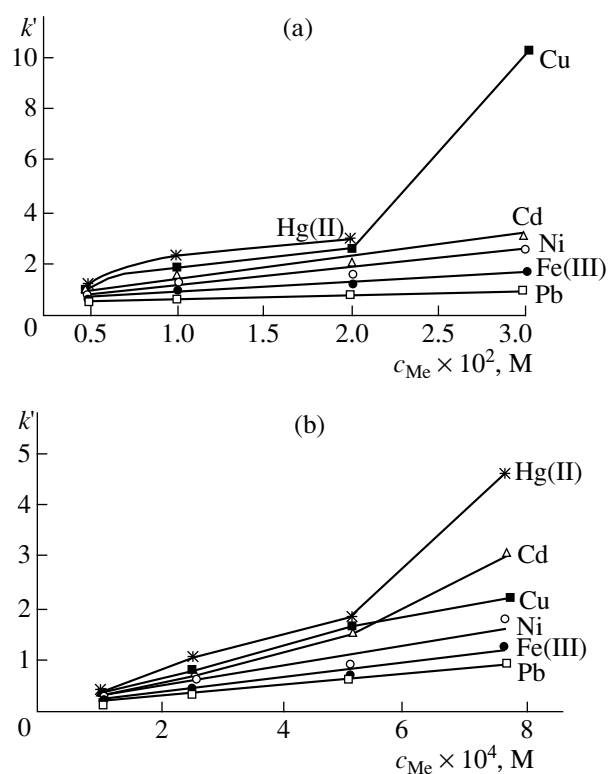 (a)
k'
10
8
6
4
2
0
Cu
Hg(II)
Cd
Ni
Fe(III)
Pb
0.5 1.0 1.5 2.0 2.5 3.0
c_Me × 10², M
(b)
k'
5
4
3
2
1
0
Hg(II)
Cd
Cu
Ni
Fe(III)
Pb
2 4 6 8
c_Me × 10⁴, M